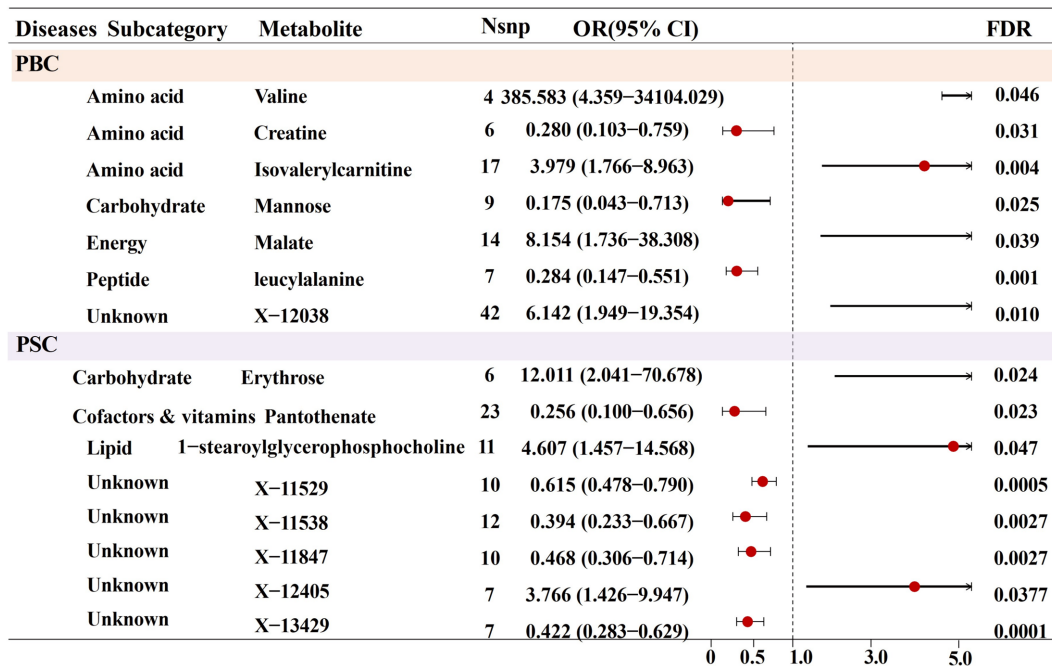 Diseases Subcategory Metabolite Nsnp OR(95% CI) FDR
PBC
Amino acid Valine 4 385.583 (4.359−34104.029) 0.046
Amino acid Creatine 6 0.280 (0.103−0.759) 0.031
Amino acid Isovalerylcarnitine 17 3.979 (1.766−8.963) 0.004
Carbohydrate Mannose 9 0.175 (0.043−0.713) 0.025
Energy Malate 14 8.154 (1.736−38.308) 0.039
Peptide leucylalanine 7 0.284 (0.147−0.551) 0.001
Unknown X−12038 42 6.142 (1.949−19.354) 0.010
PSC
Carbohydrate Erythrose 6 12.011 (2.041−70.678) 0.024
Cofactors & vitamins Pantothenate 23 0.256 (0.100−0.656) 0.023
Lipid 1−stearoylglycerophosphocholine 11 4.607 (1.457−14.568) 0.047
Unknown X−11529 10 0.615 (0.478−0.790) 0.0005
Unknown X−11538 12 0.394 (0.233−0.667) 0.0027
Unknown X−11847 10 0.468 (0.306−0.714) 0.0027
Unknown X−12405 7 3.766 (1.426−9.947) 0.0377
Unknown X−13429 7 0.422 (0.283−0.629) 0.0001
0 0.5 1.0 3.0 5.0